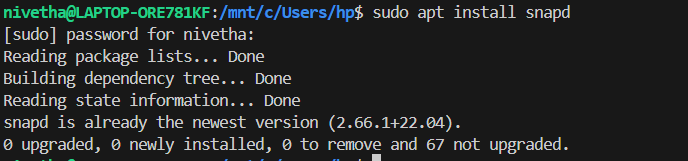 nivetha@LAPTOP-ORE781KF:/mnt/c/Users/hp$ sudo apt install snapd
[sudo] password for nivetha:
Reading package lists... Done
Building dependency tree... Done
Reading state information... Done
snapd is already the newest version (2.66.1+22.04).
0 upgraded, 0 newly installed, 0 to remove and 67 not upgraded.